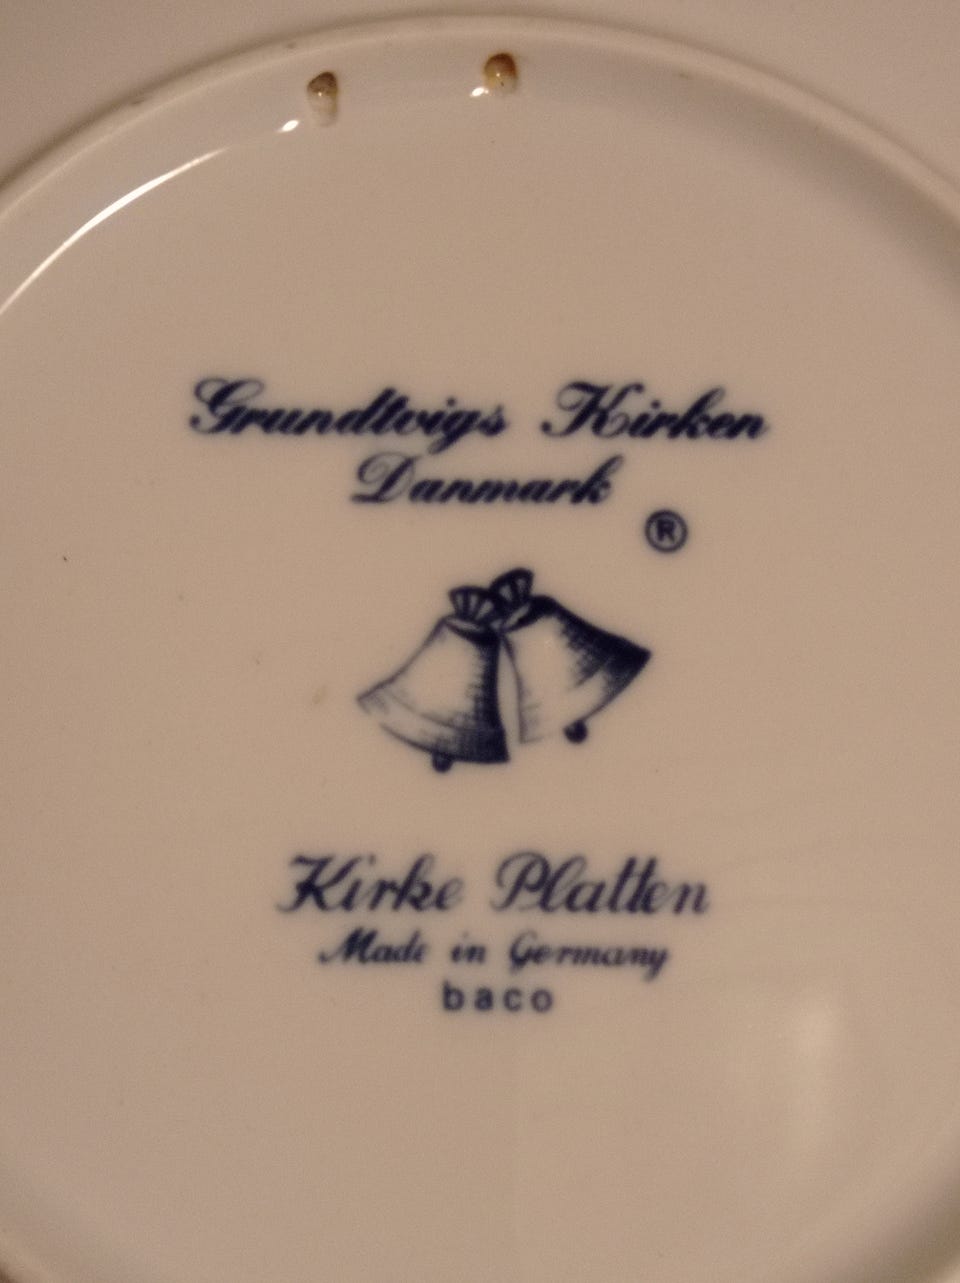 Grundtvigs Kirken
Danmark
®
Kirke Platten
Made in Germany
baco